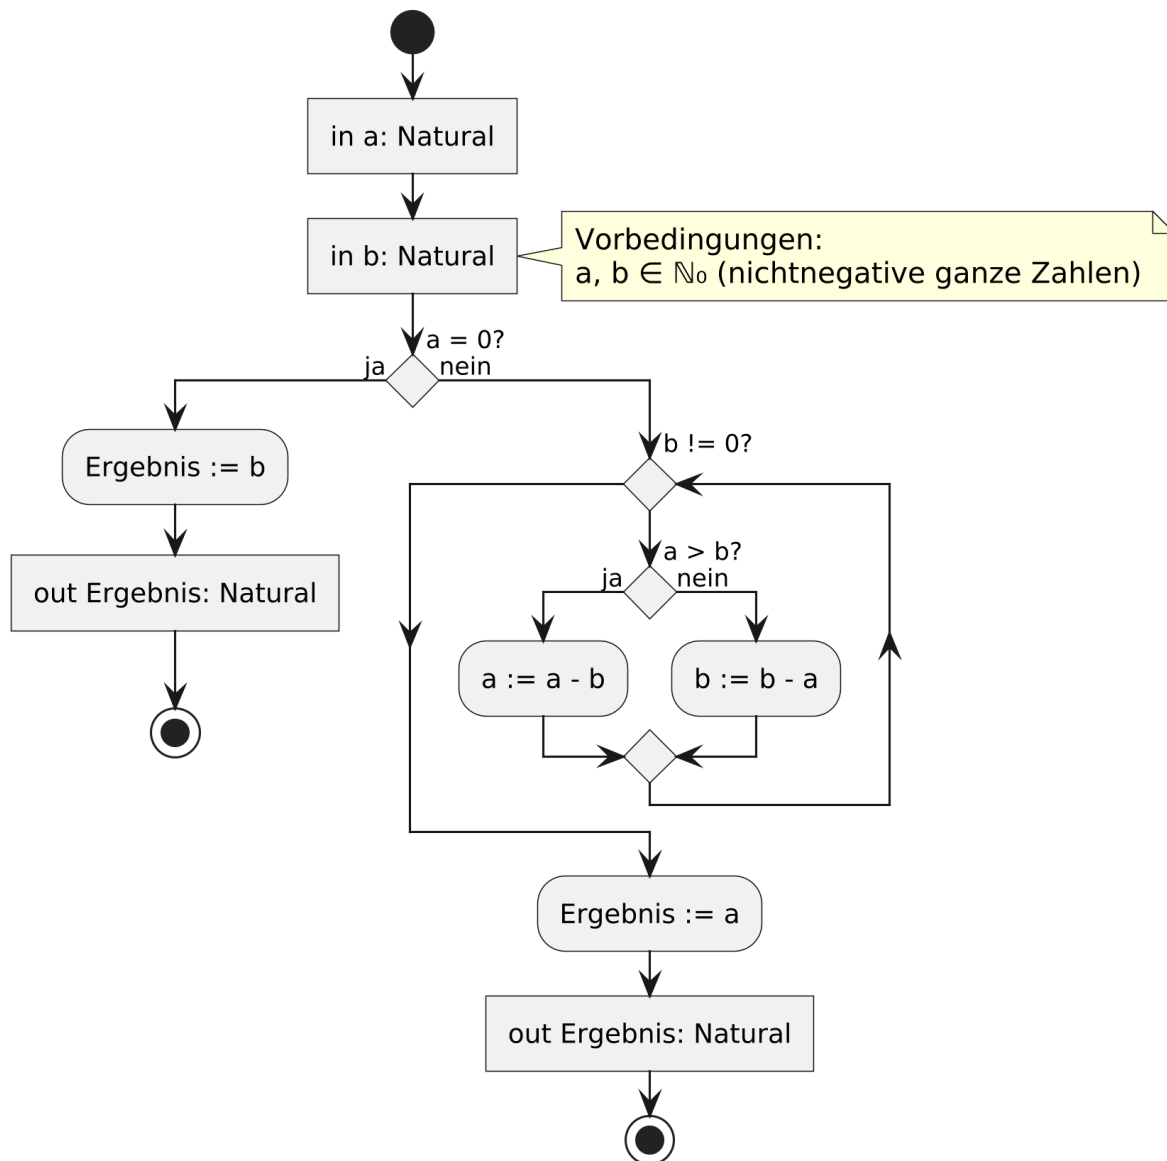 in a: Natural
in b: Natural
Vorbedingungen:
a, b ∈ ℕ₀ (nichtnegative ganze Zahlen)
a = 0?
ja
nein
Ergebnis := b
out Ergebnis: Natural
b != 0?
a > b?
ja
nein
a := a - b
b := b - a
Ergebnis := a
out Ergebnis: Natural